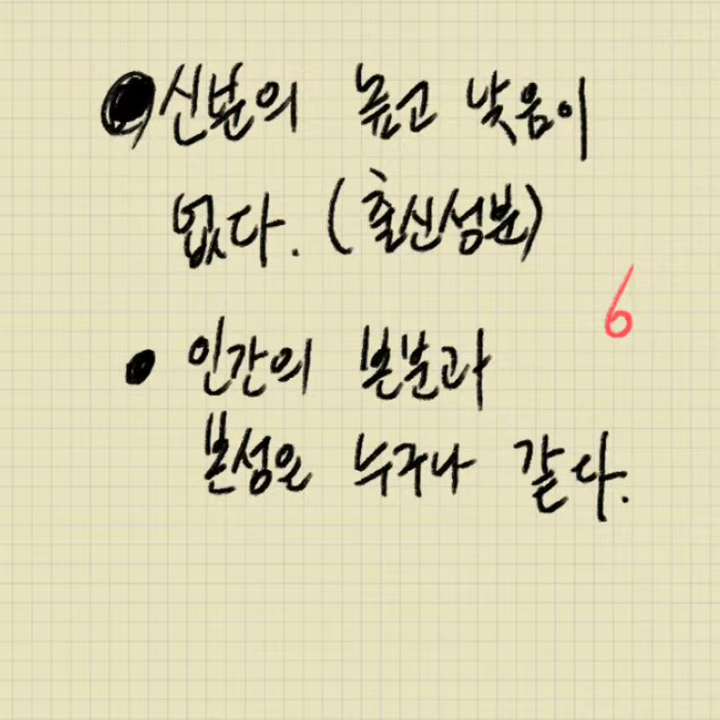 ● 신분의 높고 낮음이
없다. (출신성분)
6
● 인간의 본분과
본성은 누구나 같다.